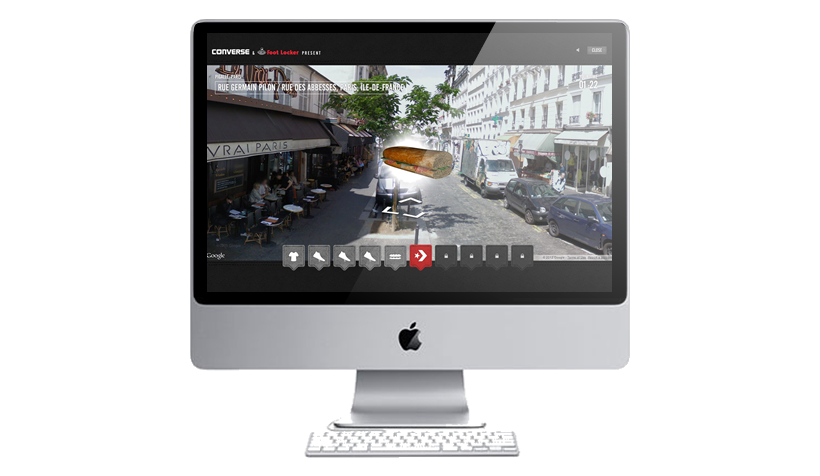 CONVERSE & Foot Locker PRESENT
CLOSE
RUE GERMAIN PILON / RUE DES ABBESSES, PARIS, ÎLE-DE-FRANCE
01:22
VRAI PARIS
Google